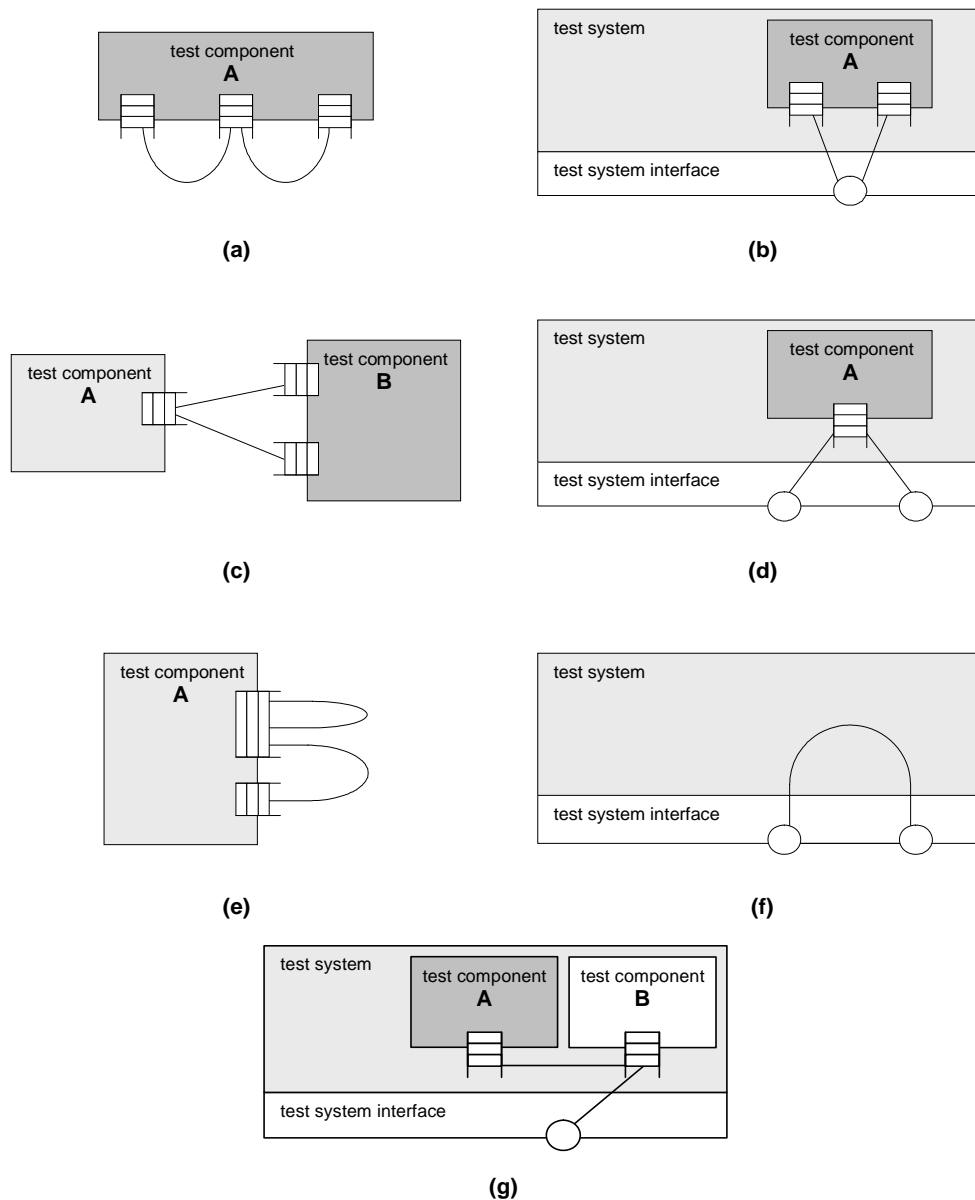 test component
A
(a)
test system
test component
A
test system interface
(b)
test component
A
test component
B
(c)
test system
test component
A
test system interface
(d)
test component
A
(e)
test system
test system interface
(f)
test system
test component
A
test component
B
test system interface
(g)